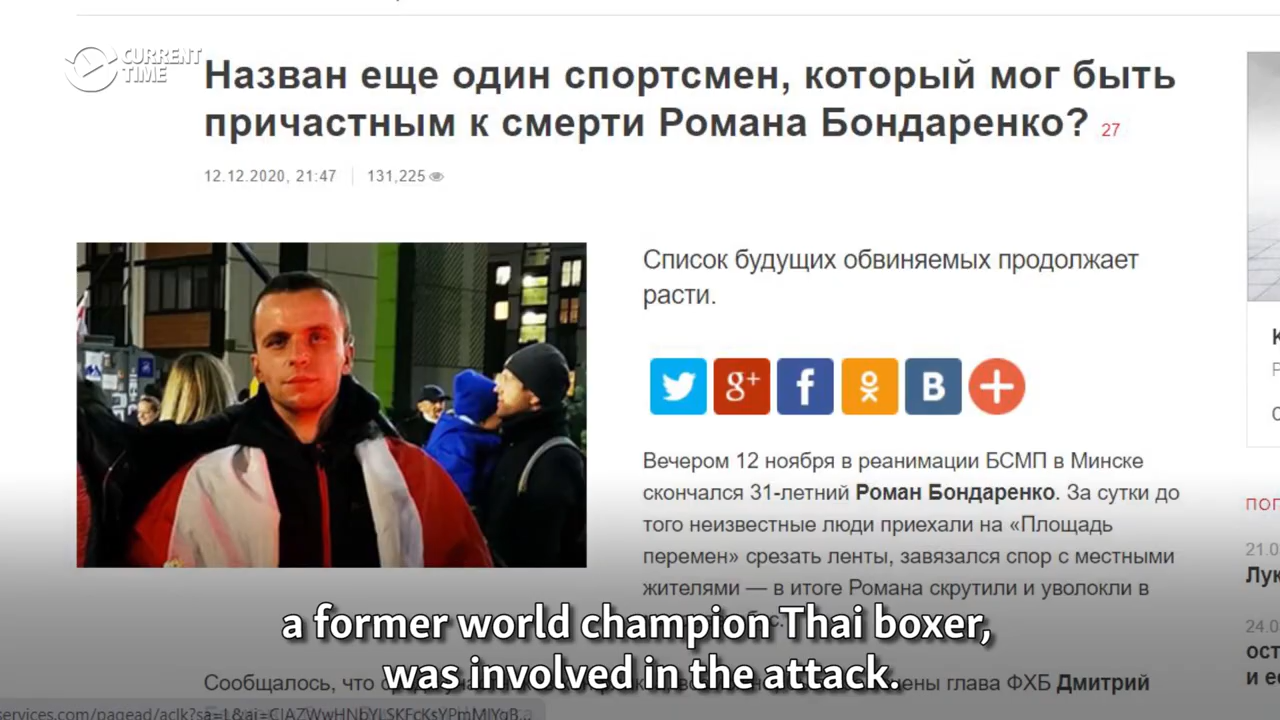 CURRENT
TIME
Назван еще один спортсмен, который мог быть
причастным к смерти Романа Бондаренко? 27
12.12.2020, 21:47
131,225
Список будущих обвиняемых продолжает
расти.
Вечером 12 ноября в реанимации БСМП в Минске
скончался 31-летний Роман Бондаренко. За сутки до
того неизвестные люди приехали на «Площадь
перемен» срезать ленты, завязался спор с местными
жителями — в итоге Романа скрутили и уволокли в
a former world champion Thai boxer,
was involved in the attack.
Сообщалось, что
глава ФХБ Дмитрий
21.0
24.0